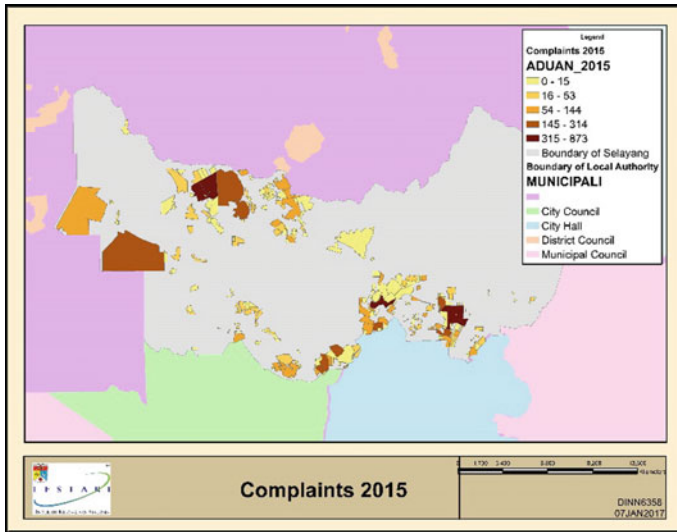 Legend
Complaints 2015
ADUAN_2015
0 - 15
16 - 53
54 - 144
145 - 314
315 - 873
Boundary of Selayang
Boundary of Local Authority
MUNICIPALI
City Council
City Hall
District Council
Municipal Council
Complaints 2015
0
DINN6358
07JAN2017